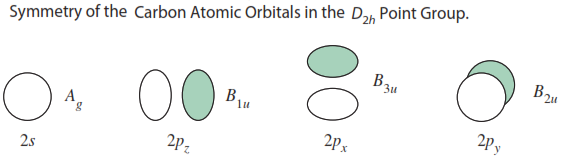 Symmetry of the Carbon Atomic Orbitals in the D2h Point Group.
Ag B1u B3u B2u
2s 2pz 2px 2py